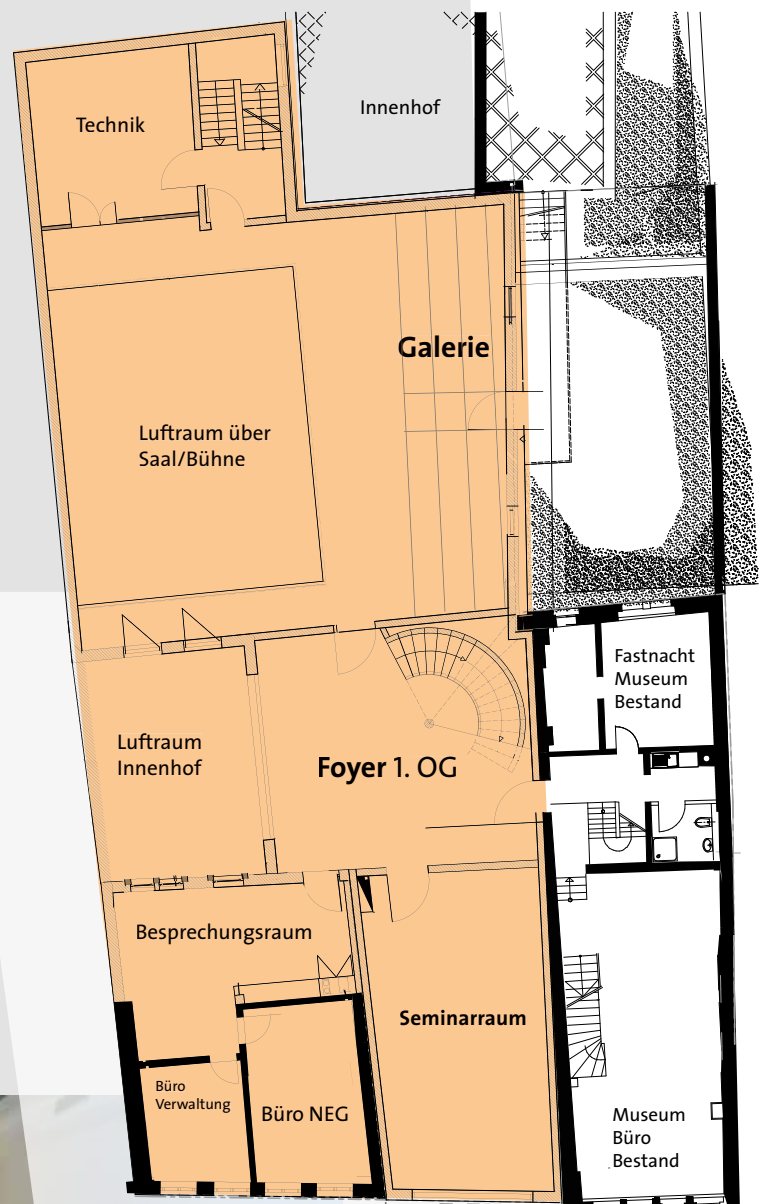 Innenhof
Technik
Galerie
Luftraum über
Saal/Bühne
Fastnacht
Museum
Bestand
Luftraum
Innenhof
Foyer 1. OG
Besprechungsraum
Seminarraum
Büro
Verwaltung
Büro NEG
Museum
Büro
Bestand